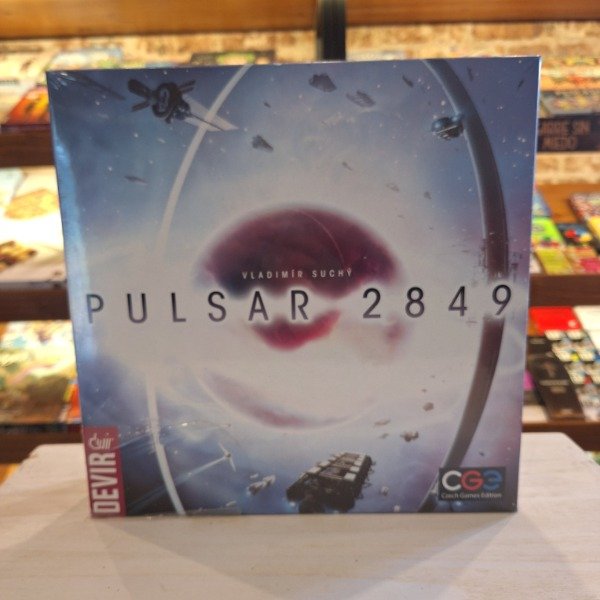 VLADIMÍR SUCHÝ
PULSAR 2849
DEVIR
CGE
Czech Games Edition